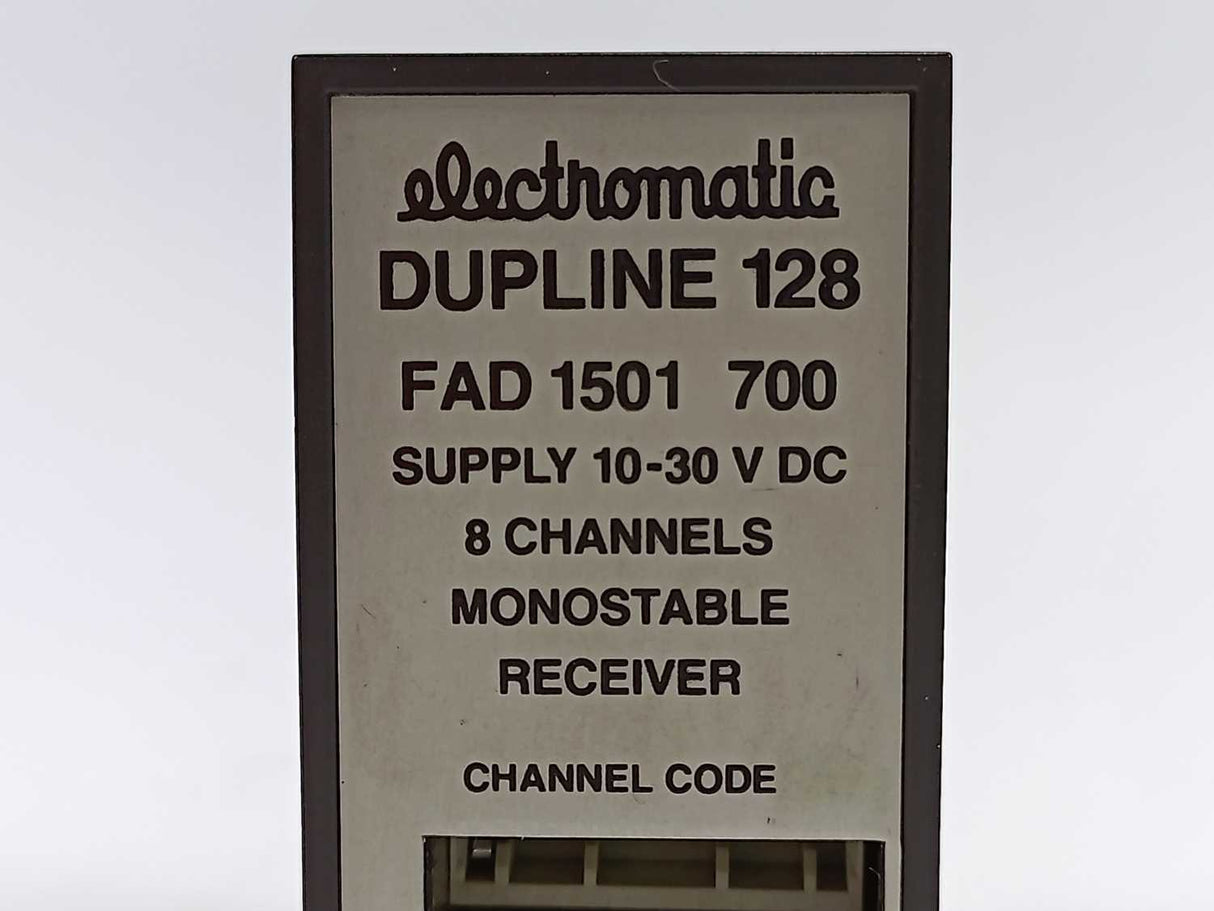 electromatic
DUPLINE 128
FAD 1501 700
SUPPLY 10-30 V DC
8 CHANNELS
MONOSTABLE
RECEIVER
CHANNEL CODE